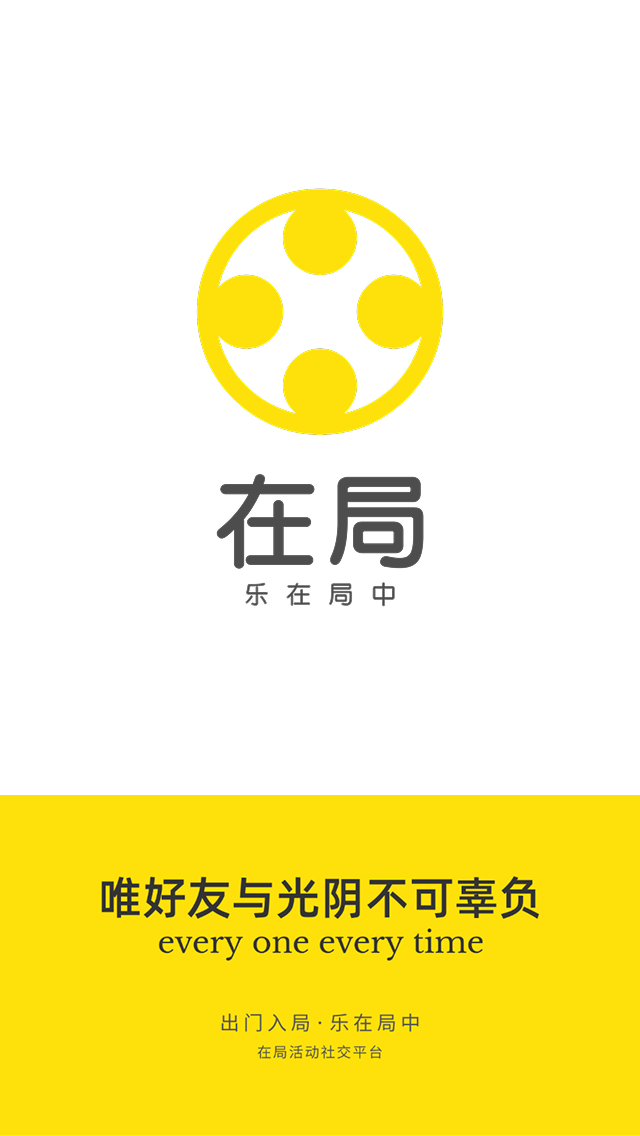 在局
乐在局中
唯好友与光阴不可辜负
every one every time
出门入局·乐在局中
在局活动社交平台